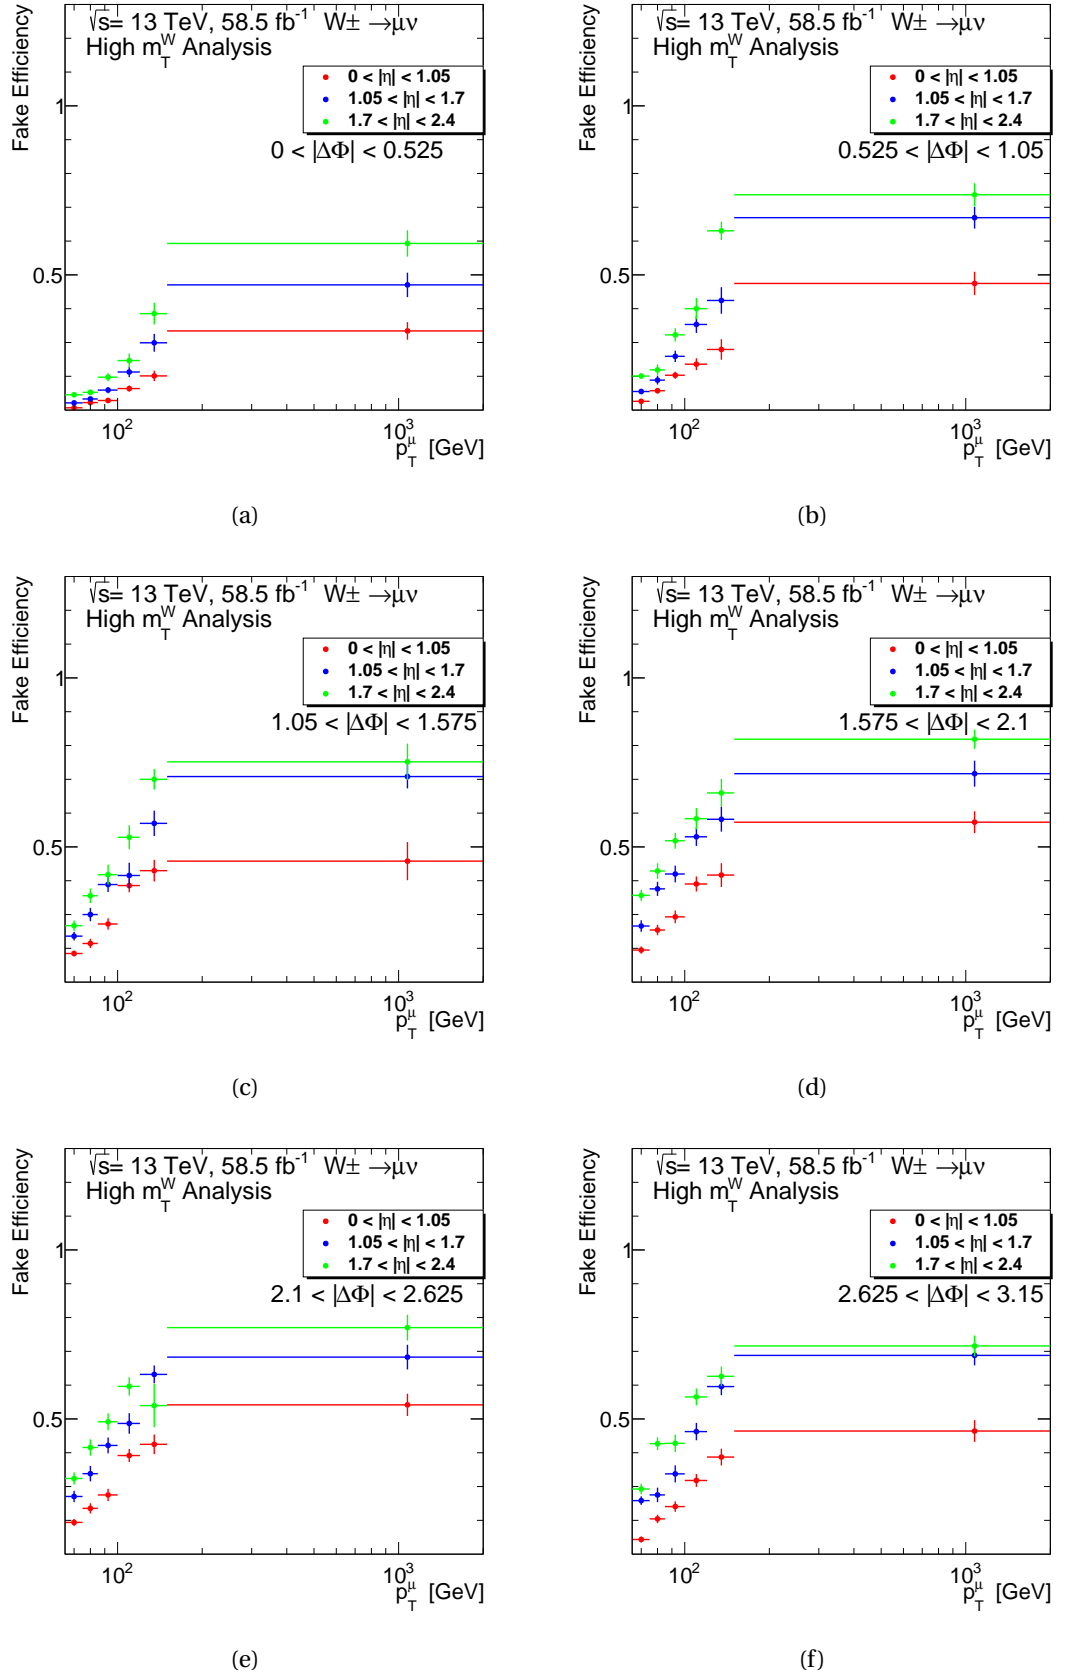 √s= 13 TeV, 58.5 fb⁻¹ W± →μν
High m_T^W Analysis
Fake Efficiency
0 < |η| < 1.05
1.05 < |η| < 1.7
1.7 < |η| < 2.4
0 < |ΔΦ| < 0.525
1
0.5
10² 10³
p_T^μ [GeV]
(a)
√s= 13 TeV, 58.5 fb⁻¹ W± →μν
High m_T^W Analysis
Fake Efficiency
0 < |η| < 1.05
1.05 < |η| < 1.7
1.7 < |η| < 2.4
0.525 < |ΔΦ| < 1.05
1
0.5
10² 10³
p_T^μ [GeV]
(b)
√s= 13 TeV, 58.5 fb⁻¹ W± →μν
High m_T^W Analysis
Fake Efficiency
0 < |η| < 1.05
1.05 < |η| < 1.7
1.7 < |η| < 2.4
1.05 < |ΔΦ| < 1.575
1
0.5
10² 10³
p_T^μ [GeV]
(c)
√s= 13 TeV, 58.5 fb⁻¹ W± →μν
High m_T^W Analysis
Fake Efficiency
0 < |η| < 1.05
1.05 < |η| < 1.7
1.7 < |η| < 2.4
1.575 < |ΔΦ| < 2.1
1
0.5
10² 10³
p_T^μ [GeV]
(d)
√s= 13 TeV, 58.5 fb⁻¹ W± →μν
High m_T^W Analysis
Fake Efficiency
0 < |η| < 1.05
1.05 < |η| < 1.7
1.7 < |η| < 2.4
2.1 < |ΔΦ| < 2.625
1
0.5
10² 10³
p_T^μ [GeV]
(e)
√s= 13 TeV, 58.5 fb⁻¹ W± →μν
High m_T^W Analysis
Fake Efficiency
0 < |η| < 1.05
1.05 < |η| < 1.7
1.7 < |η| < 2.4
2.625 < |ΔΦ| < 3.15
1
0.5
10² 10³
p_T^μ [GeV]
(f)